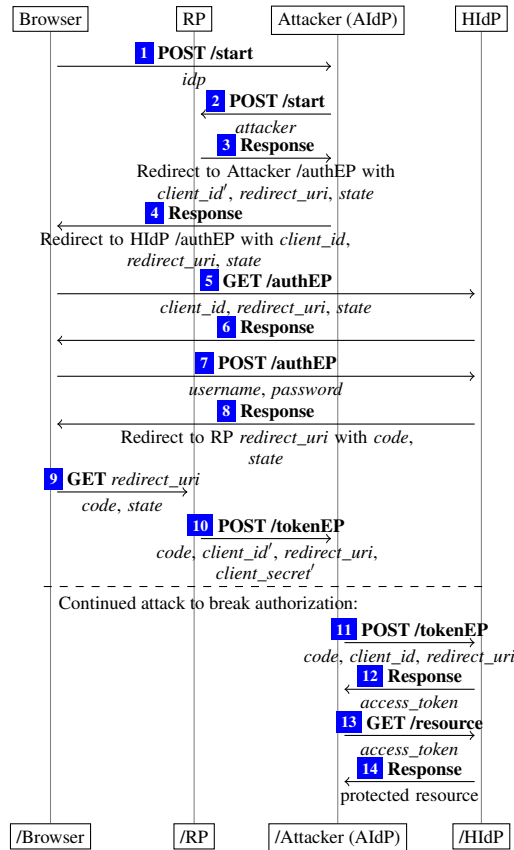 Browser RP Attacker (AIdP) HIdP
1 POST /start
idp
2 POST /start
attacker
3 Response
Redirect to Attacker /authEP with
client_id′, redirect_uri, state
4 Response
Redirect to HIdP /authEP with client_id,
redirect_uri, state
5 GET /authEP
client_id, redirect_uri, state
6 Response
7 POST /authEP
username, password
8 Response
Redirect to RP redirect_uri with code,
state
9 GET redirect_uri
code, state
10 POST /tokenEP
code, client_id′, redirect_uri,
client_secret′
Continued attack to break authorization:
11 POST /tokenEP
code, client_id, redirect_uri
12 Response
access_token
13 GET /resource
access_token
14 Response
protected resource
/Browser /RP /Attacker (AIdP) /HIdP